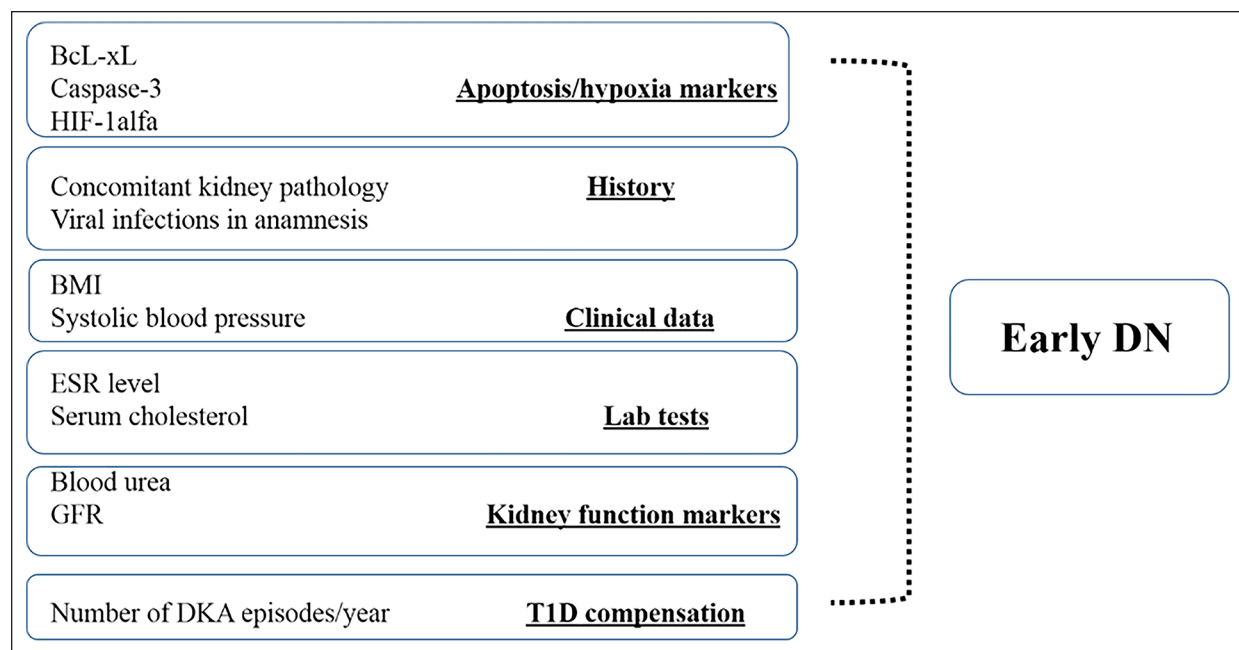 BcL-xL
Caspase-3
Apoptosis/hypoxia markers
HIF-1alfa
Concomitant kidney pathology
History
Viral infections in anamnesis
BMI
Systolic blood pressure
Clinical data
ESR level
Serum cholesterol
Lab tests
Blood urea
GFR
Kidney function markers
Number of DKA episodes/year
T1D compensation
Early DN